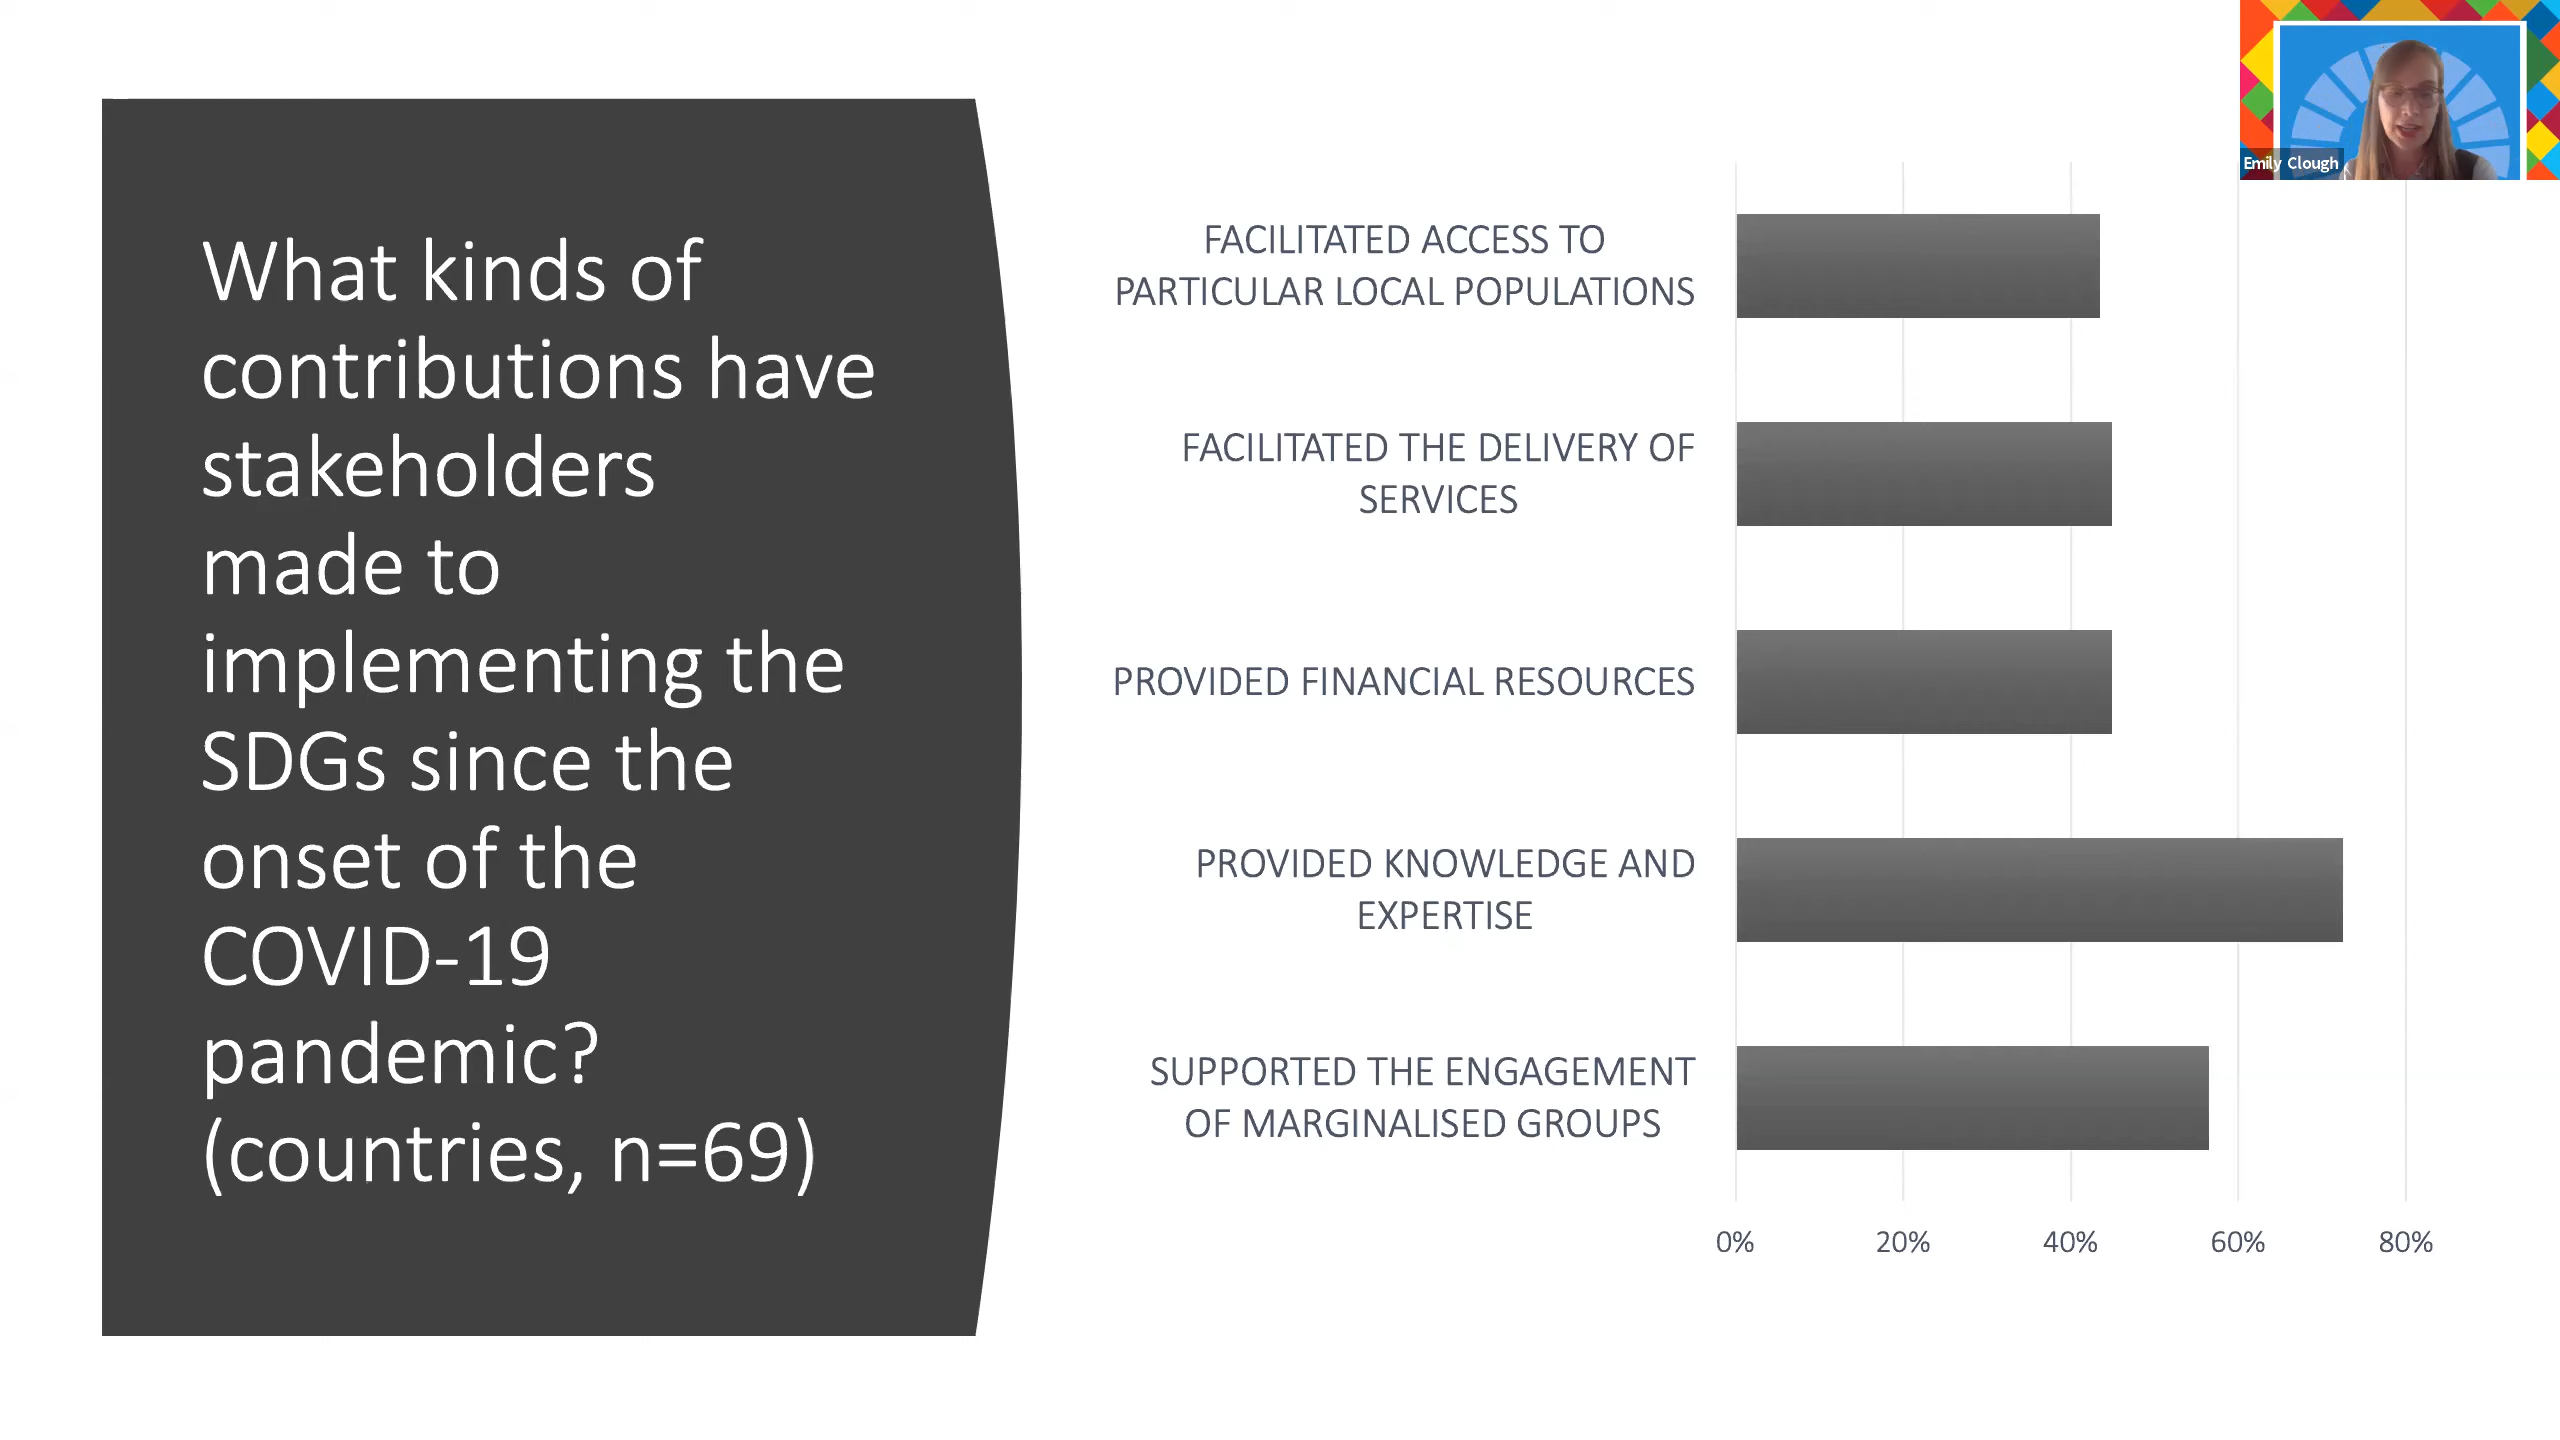 What kinds of
contributions have
stakeholders
made to
implementing the
SDGs since the
onset of the
COVID-19
pandemic?
(countries, n=69)
FACILITATED ACCESS TO
PARTICULAR LOCAL POPULATIONS
FACILITATED THE DELIVERY OF
SERVICES
PROVIDED FINANCIAL RESOURCES
PROVIDED KNOWLEDGE AND
EXPERTISE
SUPPORTED THE ENGAGEMENT
OF MARGINALISED GROUPS
0% 20% 40% 60% 80%
Emily Clough